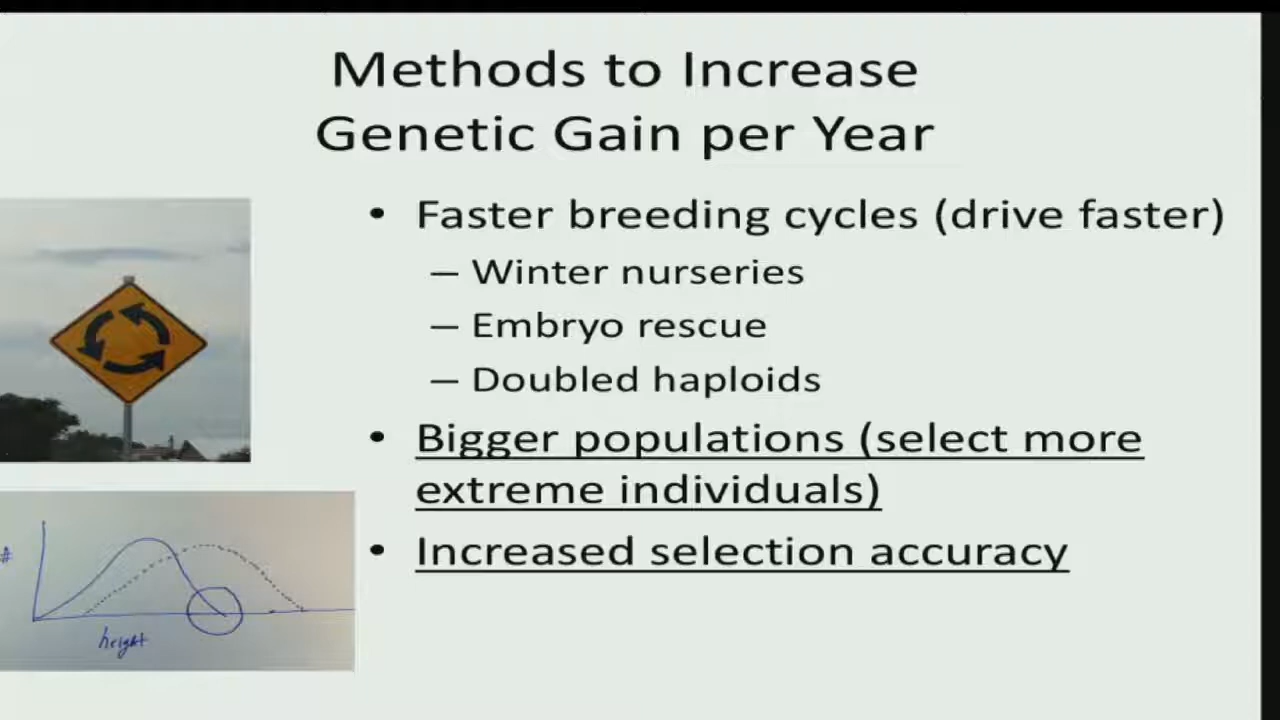 Methods to Increase
Genetic Gain per Year
• Faster breeding cycles (drive faster)
– Winter nurseries
– Embryo rescue
– Doubled haploids
• Bigger populations (select more
extreme individuals)
• Increased selection accuracy
#
height